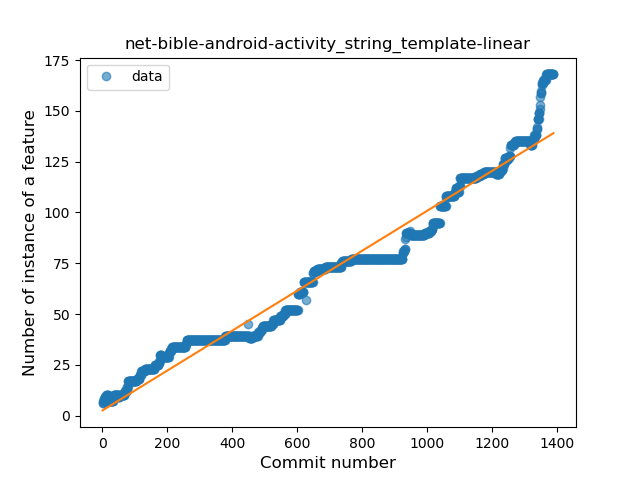 net-bible-android-activity_string_template-linear
data
Number of instance of a feature
175
150
125
100
75
50
25
0
0 200 400 600 800 1000 1200 1400
Commit number